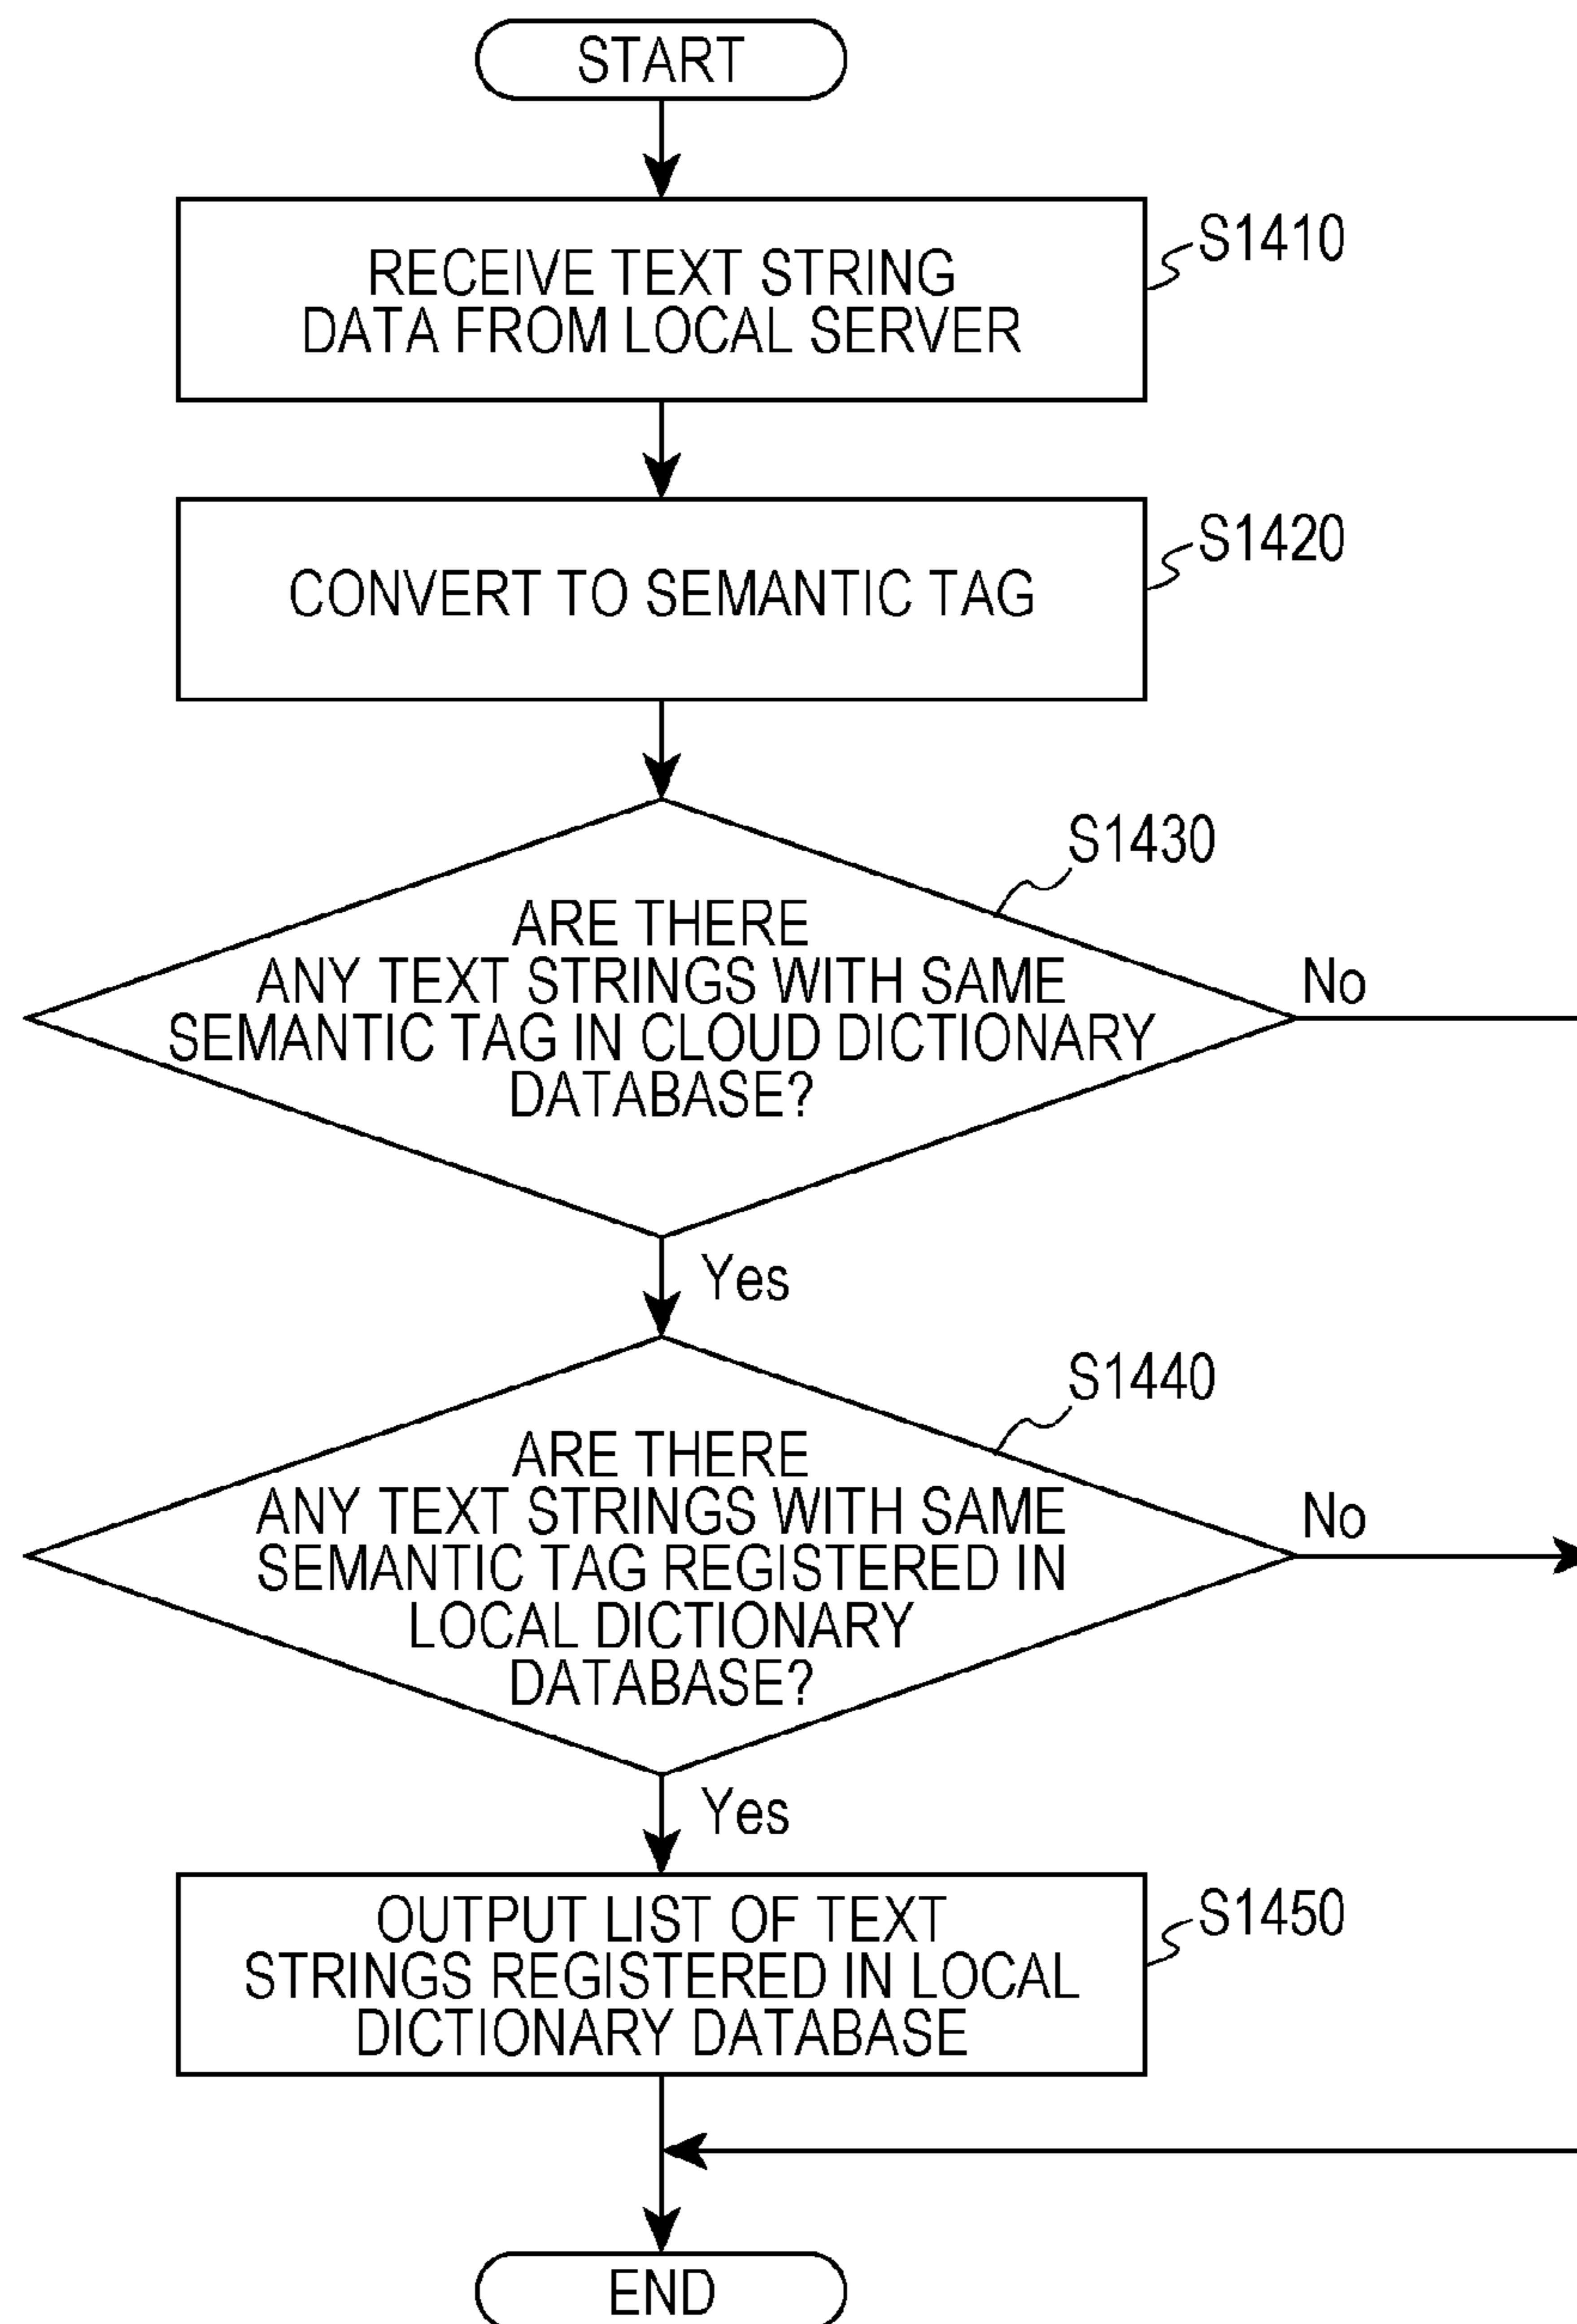 START
RECEIVE TEXT STRING
DATA FROM LOCAL SERVER
S1410
CONVERT TO SEMANTIC TAG
S1420
S1430
ARE THERE
ANY TEXT STRINGS WITH SAME
SEMANTIC TAG IN CLOUD DICTIONARY
DATABASE?
No
Yes
S1440
ARE THERE
ANY TEXT STRINGS WITH SAME
SEMANTIC TAG REGISTERED IN
LOCAL DICTIONARY
DATABASE?
No
Yes
OUTPUT LIST OF TEXT
STRINGS REGISTERED IN LOCAL
DICTIONARY DATABASE
S1450
END